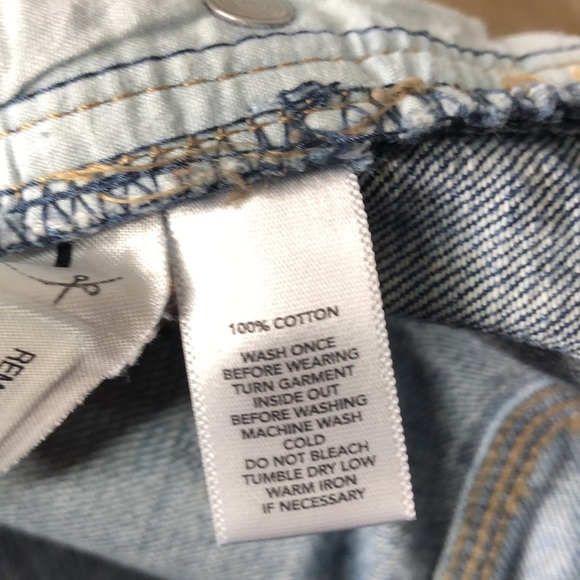 100% COTTON
WASH ONCE
BEFORE WEARING
TURN GARMENT
INSIDE OUT
BEFORE WASHING
MACHINE WASH
COLD
DO NOT BLEACH
TUMBLE DRY LOW
WARM IRON
IF NECESSARY